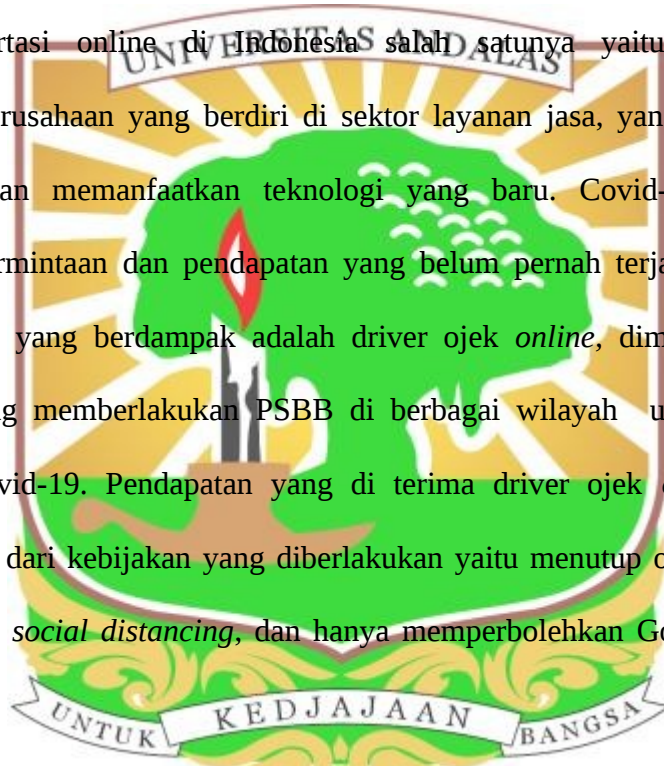 rtasi online di Indonesia salah satunya yaitu
UNIVERSITAS ANDALAS
rusahaan yang berdiri di sektor layanan jasa, yan
an memanfaatkan teknologi yang baru. Covid-
rmintaan dan pendapatan yang belum pernah terja
yang berdampak adalah driver ojek online, dim
g memberlakukan PSBB di berbagai wilayah u
vid-19. Pendapatan yang di terima driver ojek
dari kebijakan yang diberlakukan yaitu menutup o
social distancing, dan hanya memperbolehkan Go
UNTUK KEDJAJAAN BANGSA